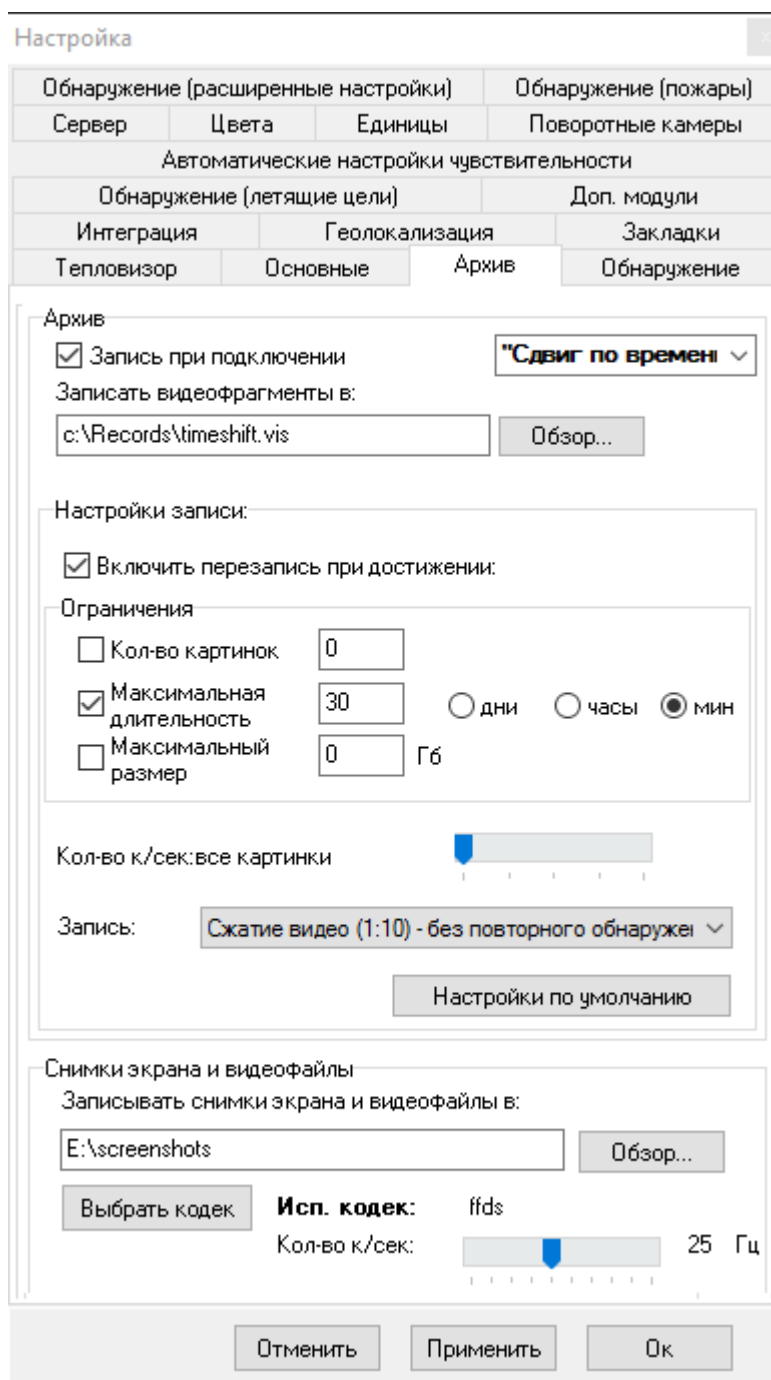 Настройка
Обнаружение (расширенные настройки) Обнаружение (пожары)
Сервер Цвета Единицы Поворотные камеры
Автоматические настройки чувствительности
Обнаружение (летящие цели) Доп. модули
Интеграция Геолокализация Закладки
Тепловизор Основные Архив Обнаружение
Архив
Запись при подключении "Сдвиг по времени
Записать видеофрагменты в:
c:\Records\timeshift.vis Обзор...
Настройки записи:
Включить перезапись при достижении:
Ограничения
Кол-во картинок 0
Максимальная
длительность 30 дни часы мин
Максимальный
размер 0 Гб
Кол-во к/сек:все картинки
Запись: Сжатие видео (1:10) - без повторного обнаружен
Настройки по умолчанию
Снимки экрана и видеофайлы
Записывать снимки экрана и видеофайлы в:
E:\screenshots Обзор...
Выбрать кодек Исп. кодек: ffds
Кол-во к/сек: 25 Гц
Отменить Применить Ок